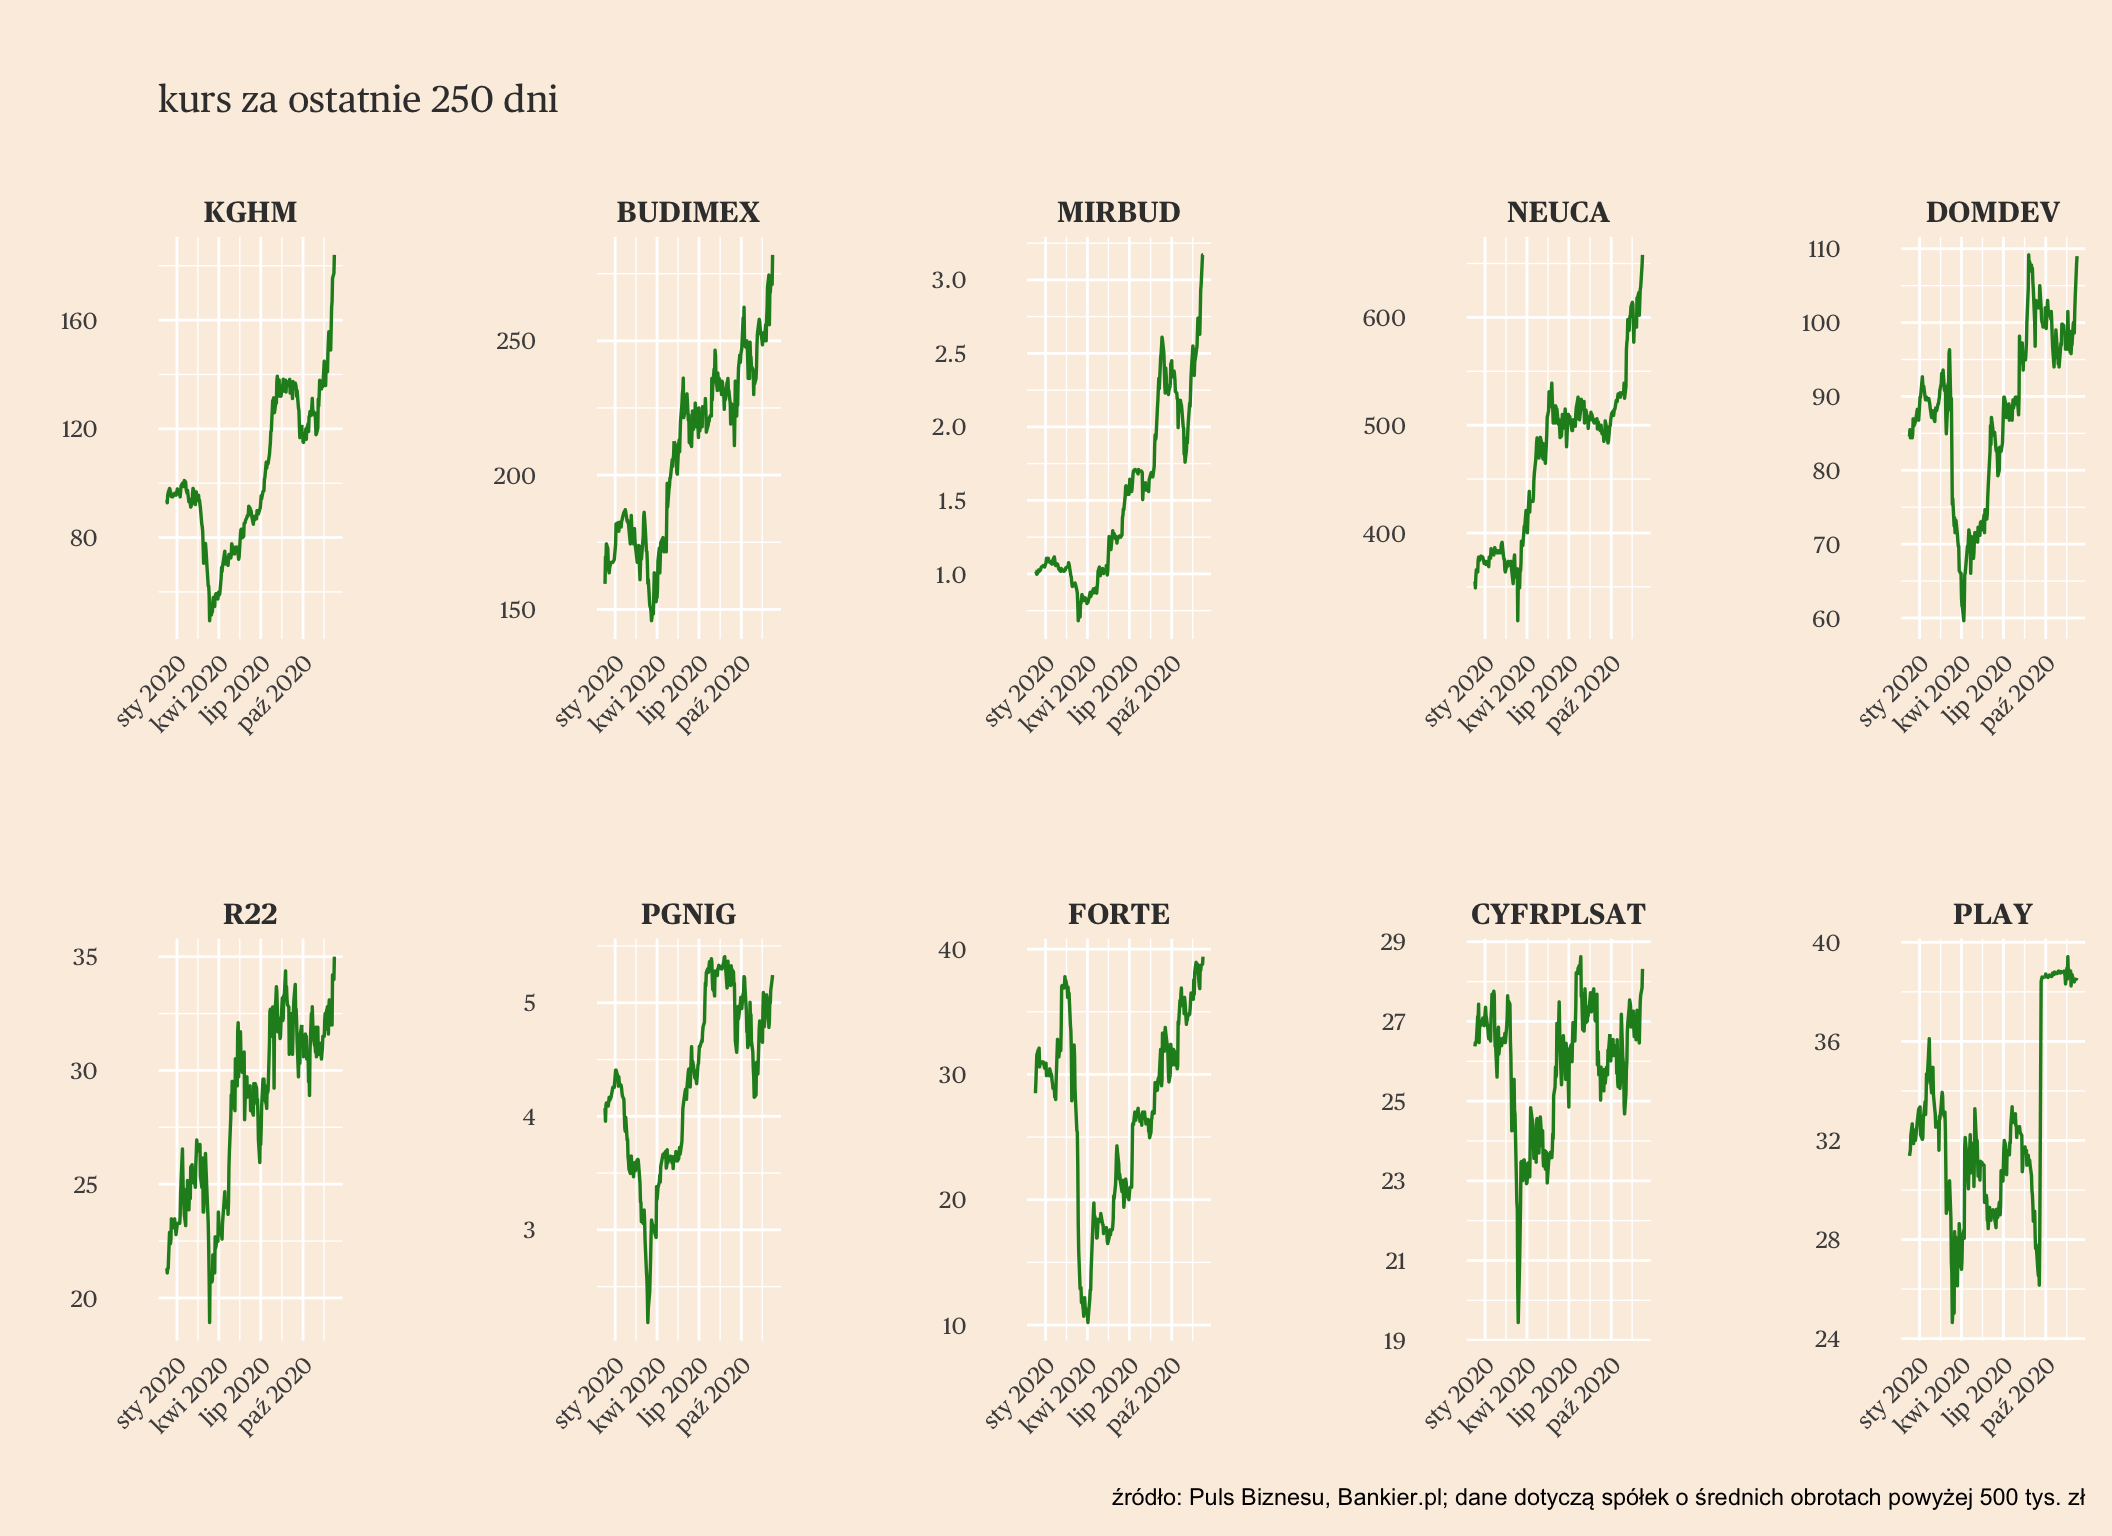 kurs za ostatnie 250 dni
KGHM
BUDIMEX
MIRBUD
NEUCA
DOMDEV
160
120
80
sty 2020
kwi 2020
lip 2020
paź 2020
250
200
150
sty 2020
kwi 2020
lip 2020
paź 2020
3.0
2.5
2.0
1.5
1.0
sty 2020
kwi 2020
lip 2020
paź 2020
600
500
400
sty 2020
kwi 2020
lip 2020
paź 2020
110
100
90
80
70
60
sty 2020
kwi 2020
lip 2020
paź 2020
R22
PGNIG
FORTE
CYFRPLSAT
PLAY
35
30
25
20
sty 2020
kwi 2020
lip 2020
paź 2020
5
4
3
sty 2020
kwi 2020
lip 2020
paź 2020
40
30
20
10
sty 2020
kwi 2020
lip 2020
paź 2020
29
27
25
23
21
19
sty 2020
kwi 2020
lip 2020
paź 2020
40
36
32
28
24
sty 2020
kwi 2020
lip 2020
paź 2020
źródło: Puls Biznesu, Bankier.pl; dane dotyczą spółek o średnich obrotach powyżej 500 tys. zł